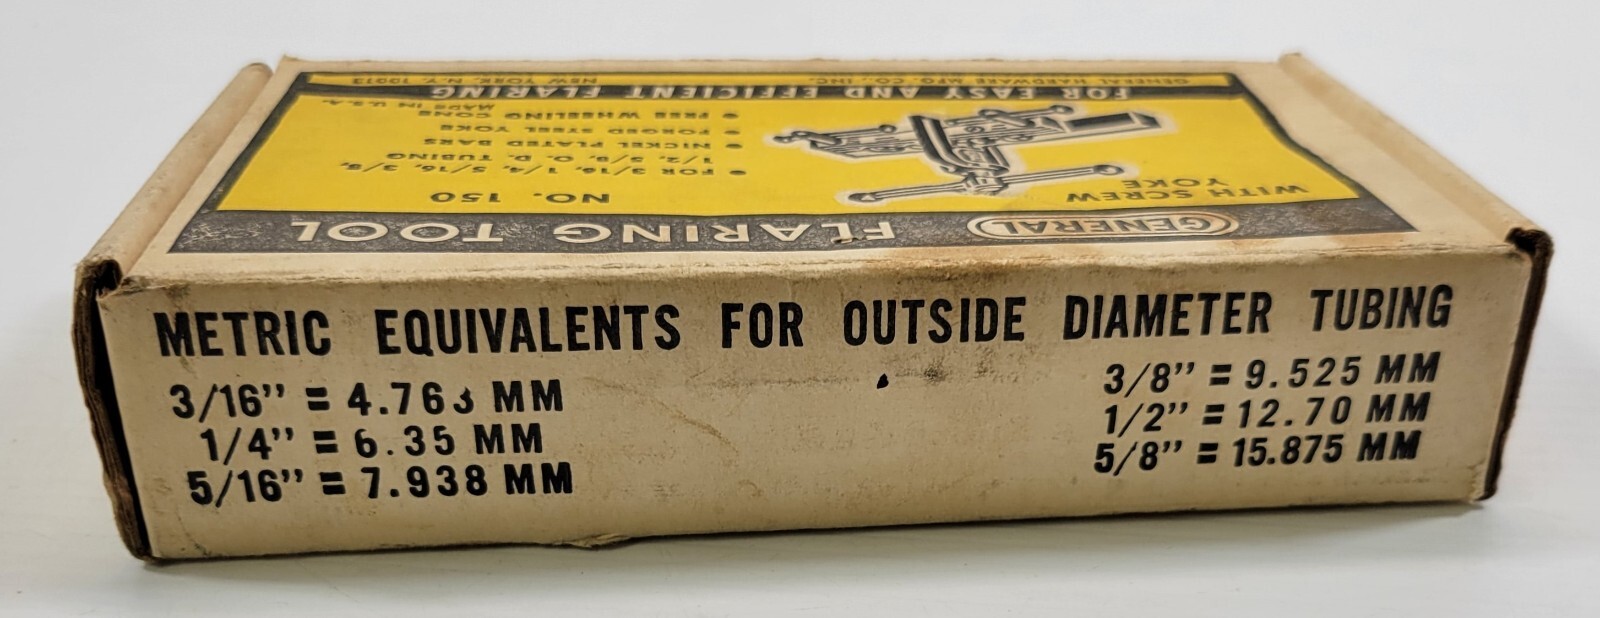 METRIC EQUIVALENTS FOR OUTSIDE DIAMETER TUBING
3/16" = 4.763 MM
1/4" = 6.35 MM
5/16" = 7.938 MM
3/8" = 9.525 MM
1/2" = 12.70 MM
5/8" = 15.875 MM
GENERAL FLARING TOOL
WITH SCREW
YOKE
NO. 150
• FOR 3/16, 1/4, 5/16, 3/8,
1/2, 5/8, O. D. TUBING
• NICKEL PLATED BARS
• FORGED STEEL YOKE
• FREE WHEELING CONE
MADE IN U.S.A.
FOR EASY AND EFFICIENT FLARING
GENERAL HARDWARE MFG. CO., INC.
NEW YORK, N.Y. 10013